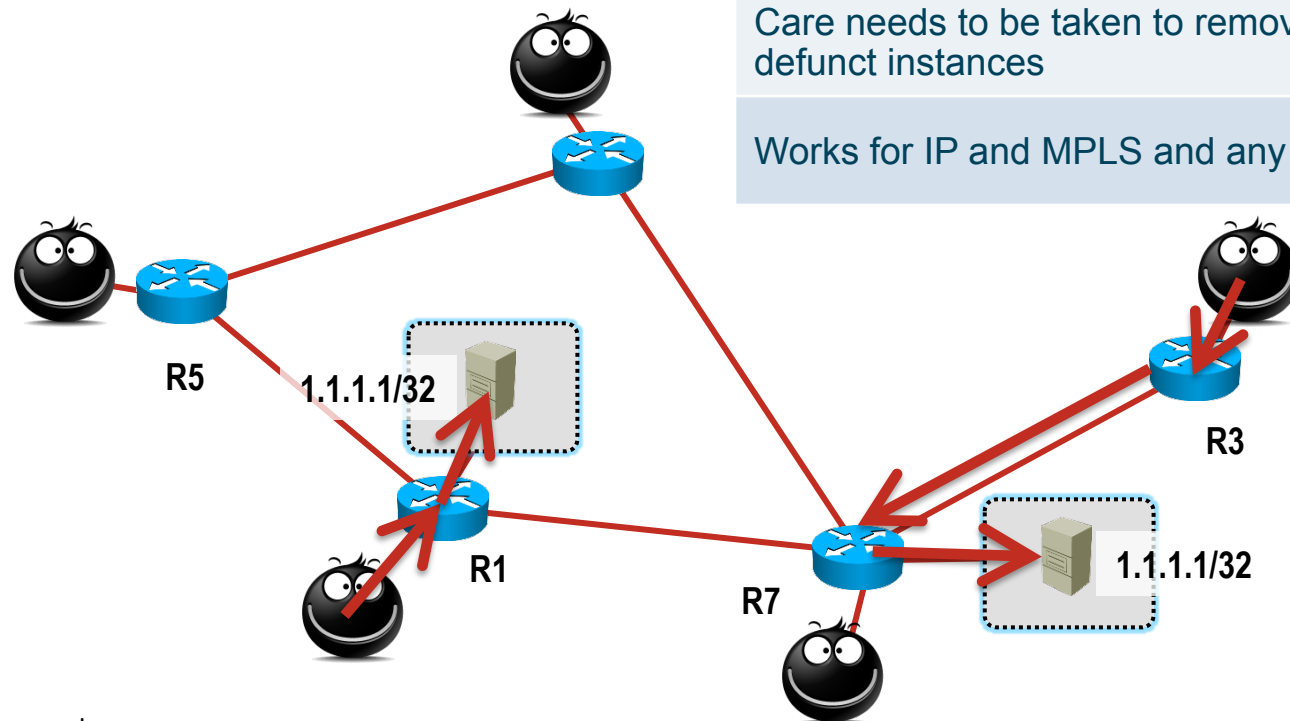 Care needs to be taken to remov
defunct instances
Works for IP and MPLS and any
R5
1.1.1.1/32
R3
R1
1.1.1.1/32
R7